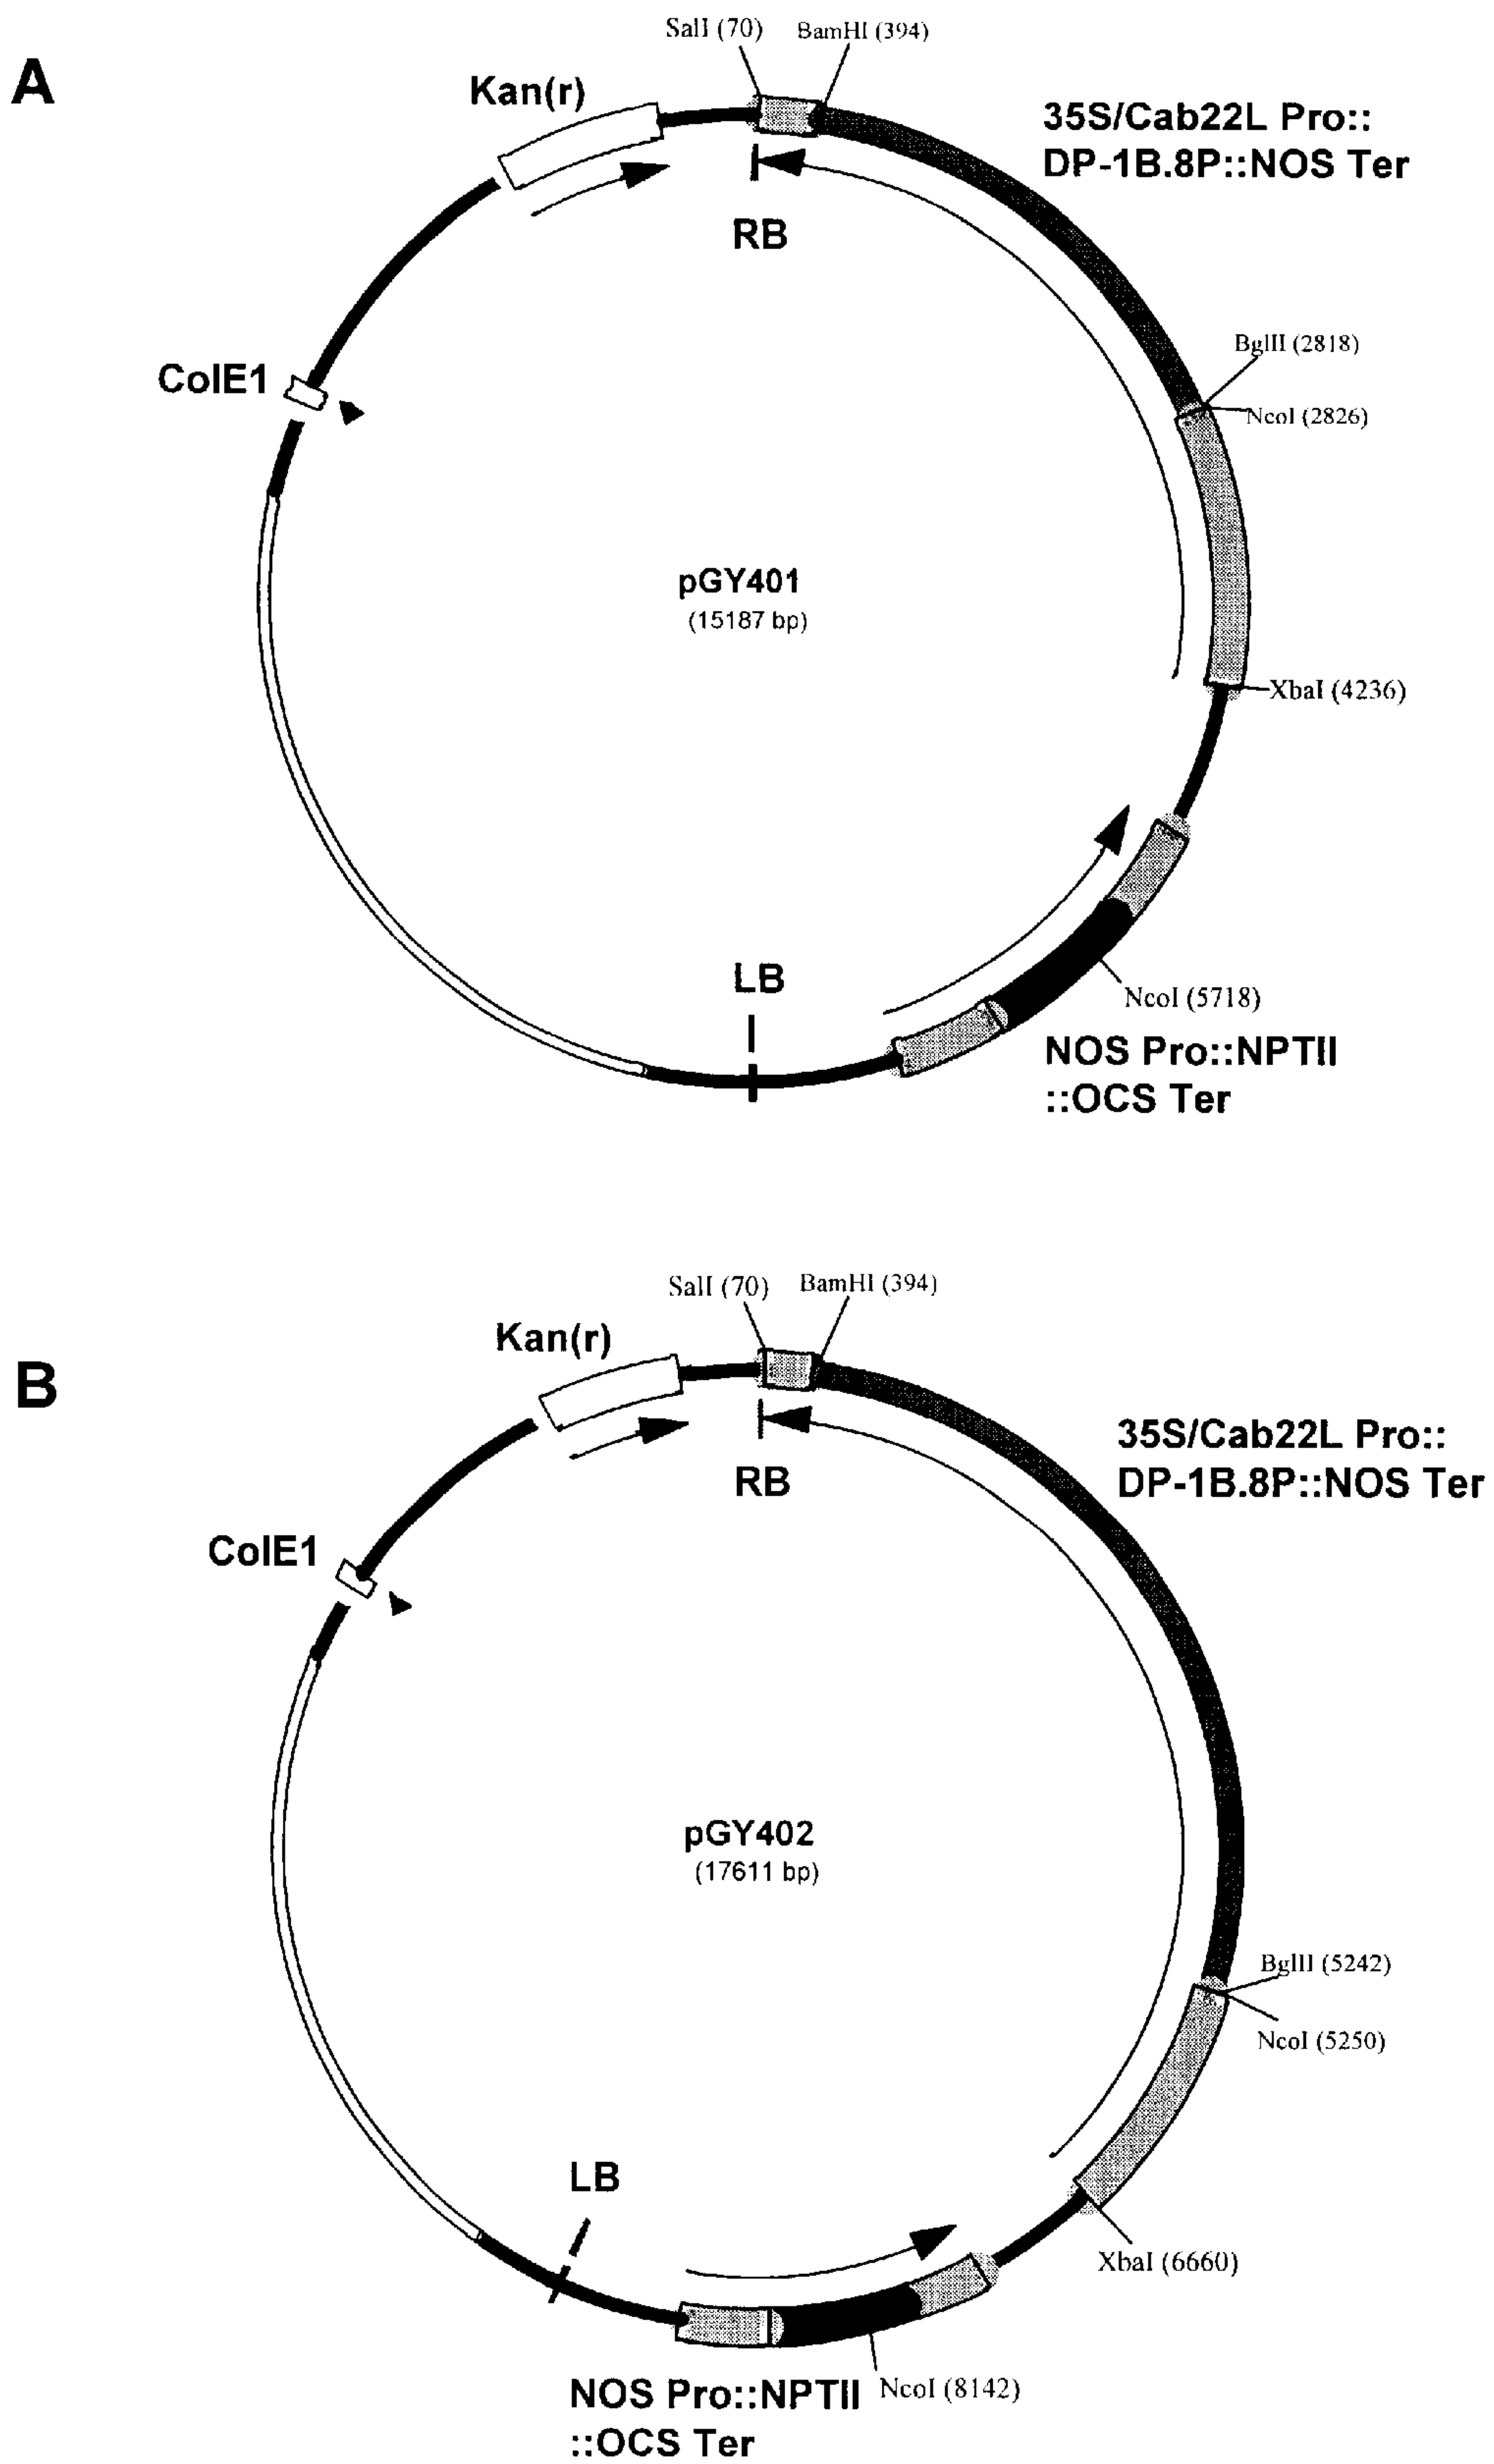 A
SalI (70)
BamHI (394)
Kan(r)
35S/Cab22L Pro::
DP-1B.8P::NOS Ter
RB
BglII (2818)
ColE1
NcoI (2826)
pGY401
(15187 bp)
XbaI (4236)
LB
NcoI (5718)
NOS Pro::NPTII
::OCS Ter
B
SalI (70)
BamHI (394)
Kan(r)
35S/Cab22L Pro::
DP-1B.8P::NOS Ter
RB
ColE1
pGY402
(17611 bp)
BglII (5242)
NcoI (5250)
LB
XbaI (6660)
NOS Pro::NPTII
::OCS Ter
NcoI (8142)